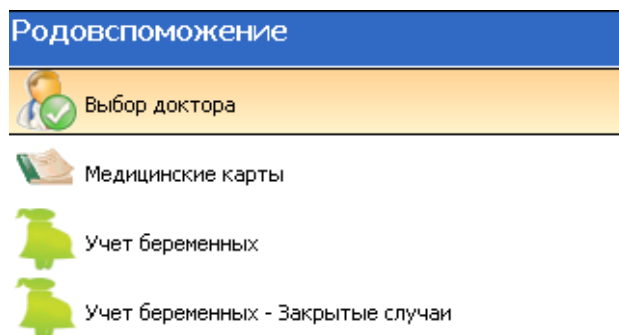 Родовспоможение
Выбор доктора
Медицинские карты
Учет беременных
Учет беременных - Закрытые случаи